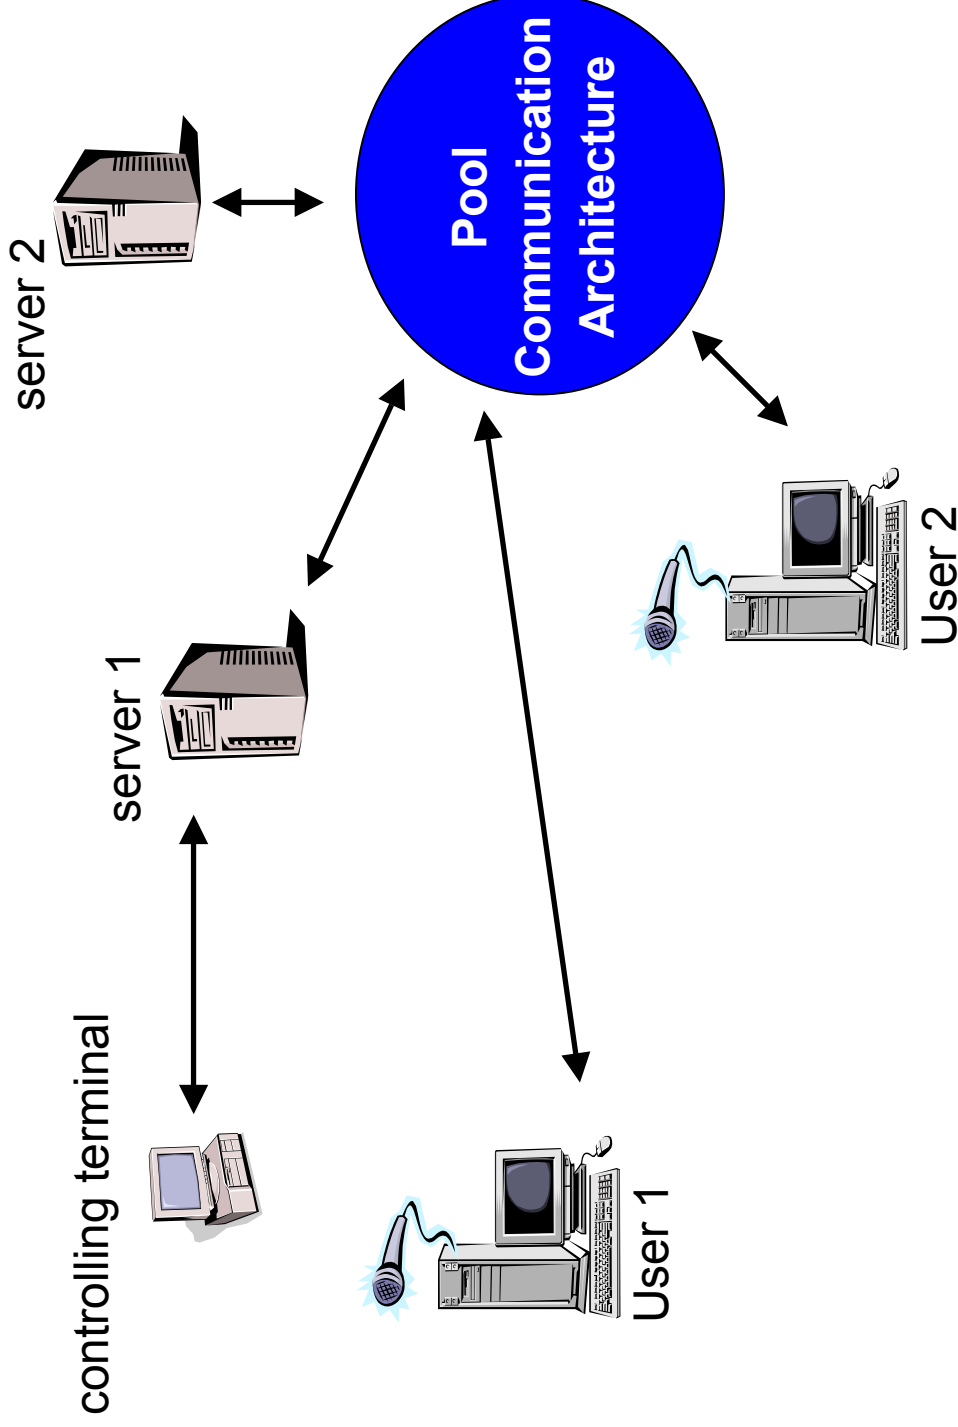 controlling terminal
server 1
server 2
Pool
Communication
Architecture
User 1
User 2